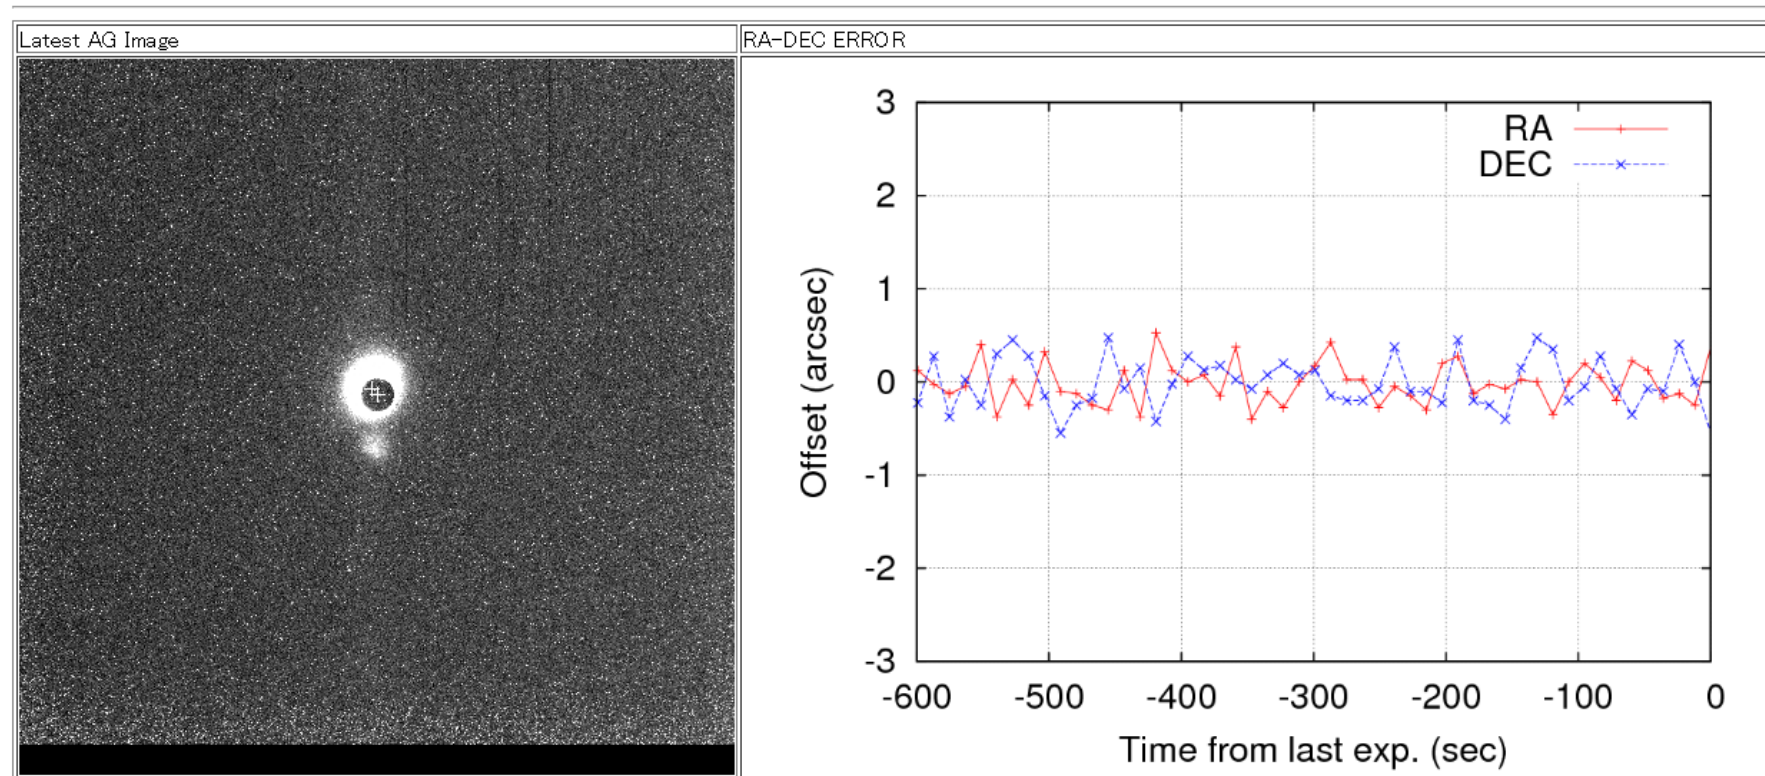 Latest AG Image
RA-DEC ERROR
RA
DEC
3
2
1
0
-1
-2
-3
Offset (arcsec)
-600 -500 -400 -300 -200 -100 0
Time from last exp. (sec)